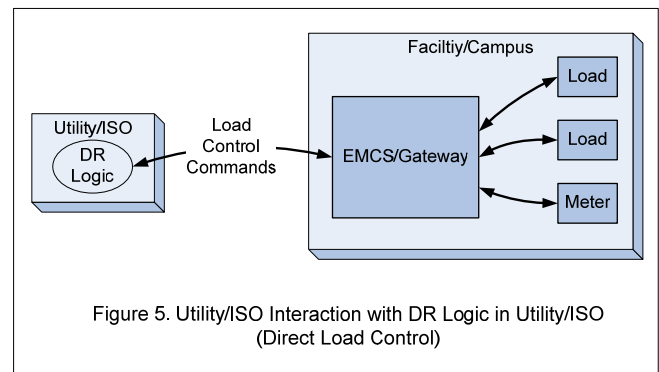 Faciltiy/Campus
Utility/ISO
DR
Logic
Load
Control
Commands
EMCS/Gateway
Load
Load
Meter
Figure 5. Utility/ISO Interaction with DR Logic in Utility/ISO
(Direct Load Control)